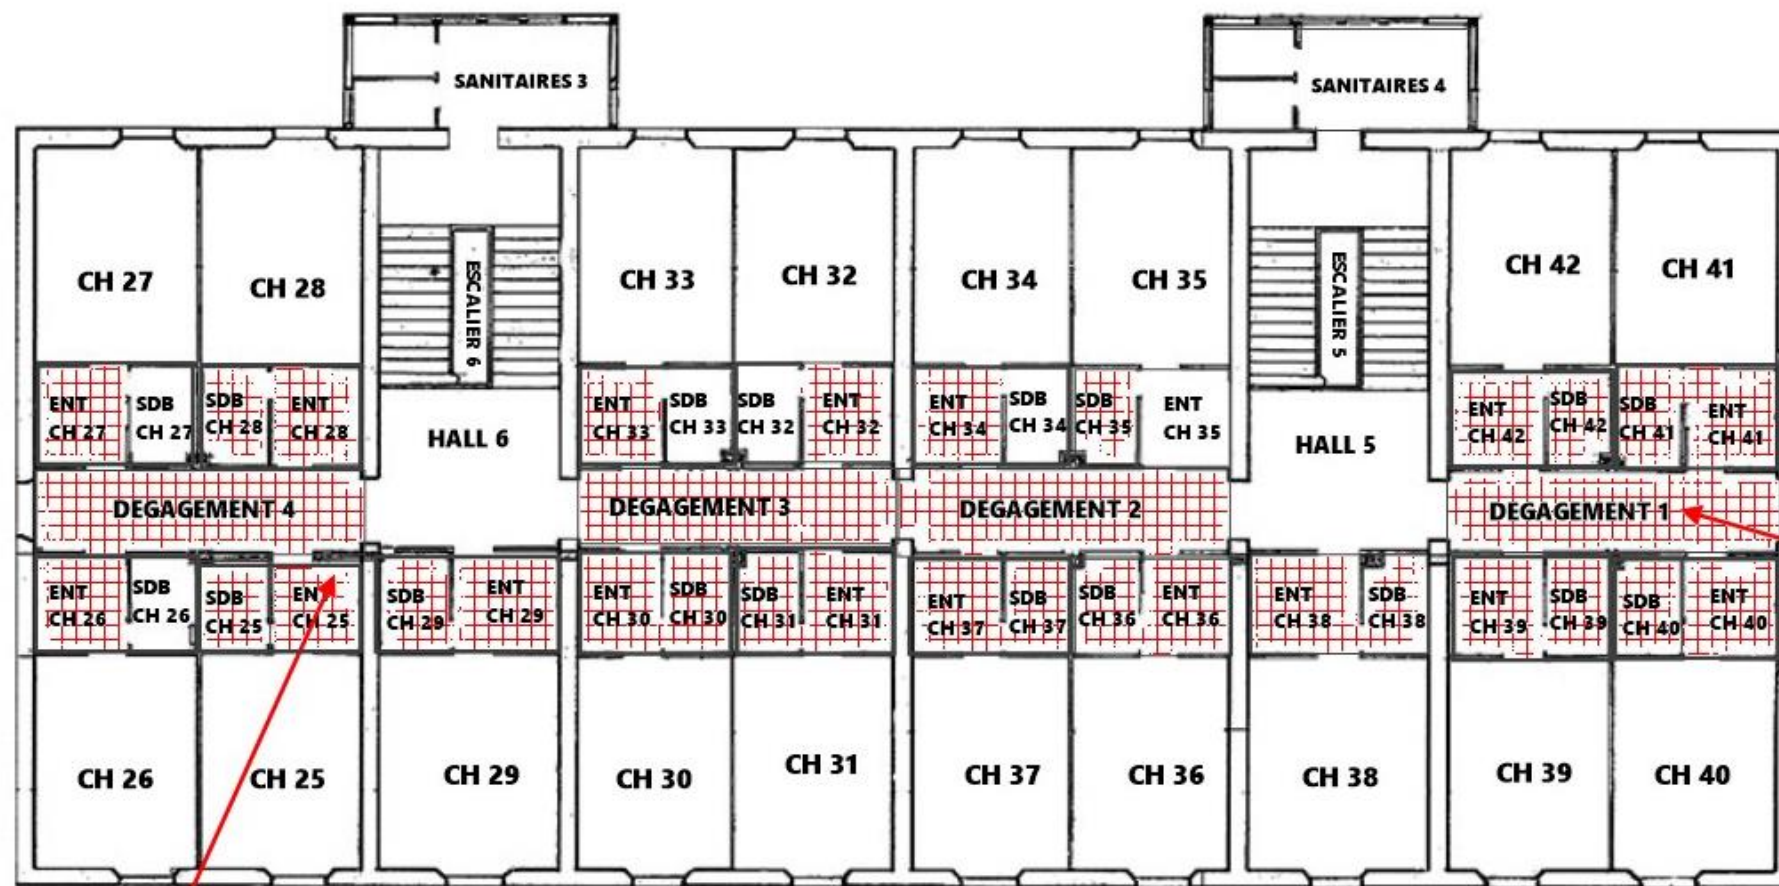 SANITAIRES 3
SANITAIRES 4
CH 27
CH 28
ESCALIER 6
CH 33
CH 32
CH 34
CH 35
ESCALIER 5
CH 42
CH 41
ENT
CH 27
SDB
CH 27
SDB
CH 28
ENT
CH 28
HALL 6
ENT
CH 33
SDB
CH 33
SDB
CH 32
ENT
CH 32
ENT
CH 34
SDB
CH 34
SDB
CH 35
ENT
CH 35
HALL 5
ENT
CH 42
SDB
CH 42
SDB
CH 41
ENT
CH 41
DEGAGEMENT 4
DEGAGEMENT 3
DEGAGEMENT 2
DEGAGEMENT 1
ENT
CH 26
SDB
CH 26
SDB
CH 25
ENT
CH 25
SDB
CH 29
ENT
CH 29
ENT
CH 30
SDB
CH 30
SDB
CH 31
ENT
CH 31
ENT
CH 37
SDB
CH 37
SDB
CH 36
ENT
CH 36
ENT
CH 38
SDB
CH 38
ENT
CH 39
SDB
CH 39
SDB
CH 40
ENT
CH 40
CH 26
CH 25
CH 29
CH 30
CH 31
CH 37
CH 36
CH 38
CH 39
CH 40